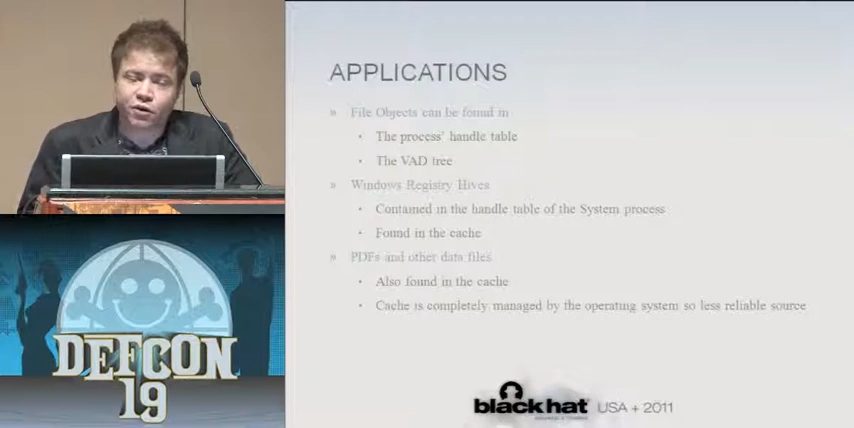 APPLICATIONS
» File Objects can be found in
• The process' handle table
• The VAD tree
» Windows Registry Hives
• Contained in the handle table of the System process
• Found in the cache
» PDFs and other data files
• Also found in the cache
• Cache is completely managed by the operating system so less reliable source
DEFCON
19
black hat USA + 2011